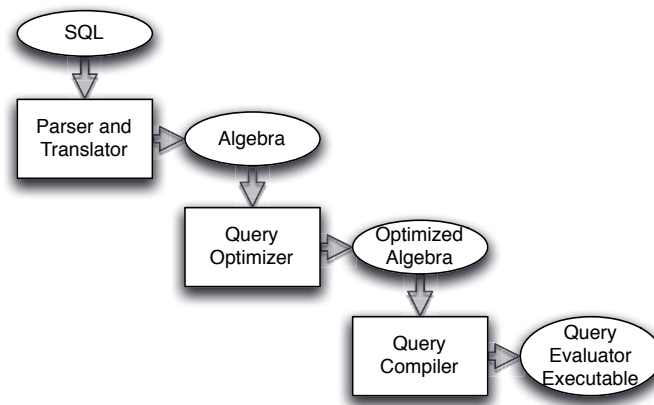 SQL
Parser and
Translator
Algebra
Query
Optimizer
Optimized
Algebra
Query
Compiler
Query
Evaluator
Executable